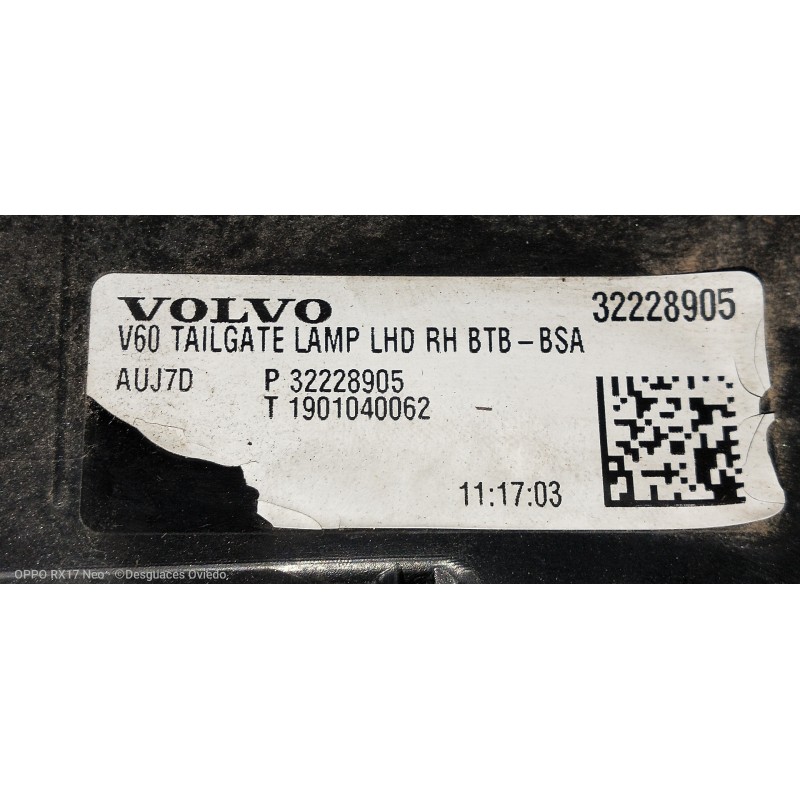 VOLVO 32228905
V60 TAILGATE LAMP LHD RH BTB-BSA
AUJ7D P 32228905
T 1901040062 -
11:17:03
OPPO RX17 Neo ©Desguaces Oviedo,